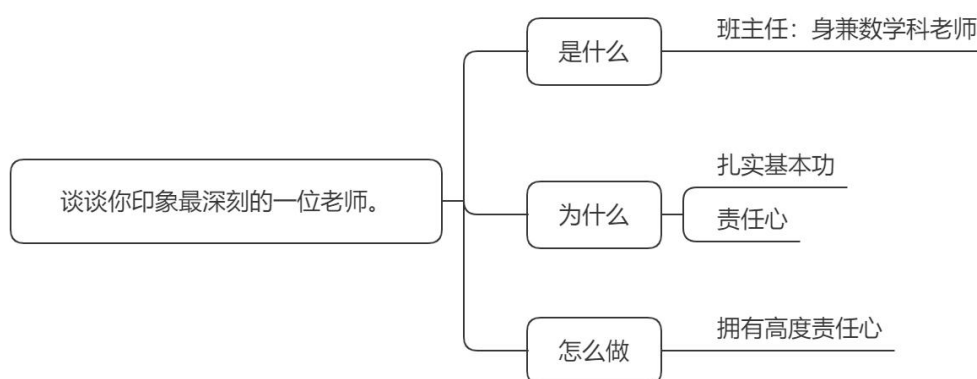 谈谈你印象最深刻的一位老师。
是什么
班主任：身兼数学科老师
为什么
扎实基本功
责任心
怎么做
拥有高度责任心